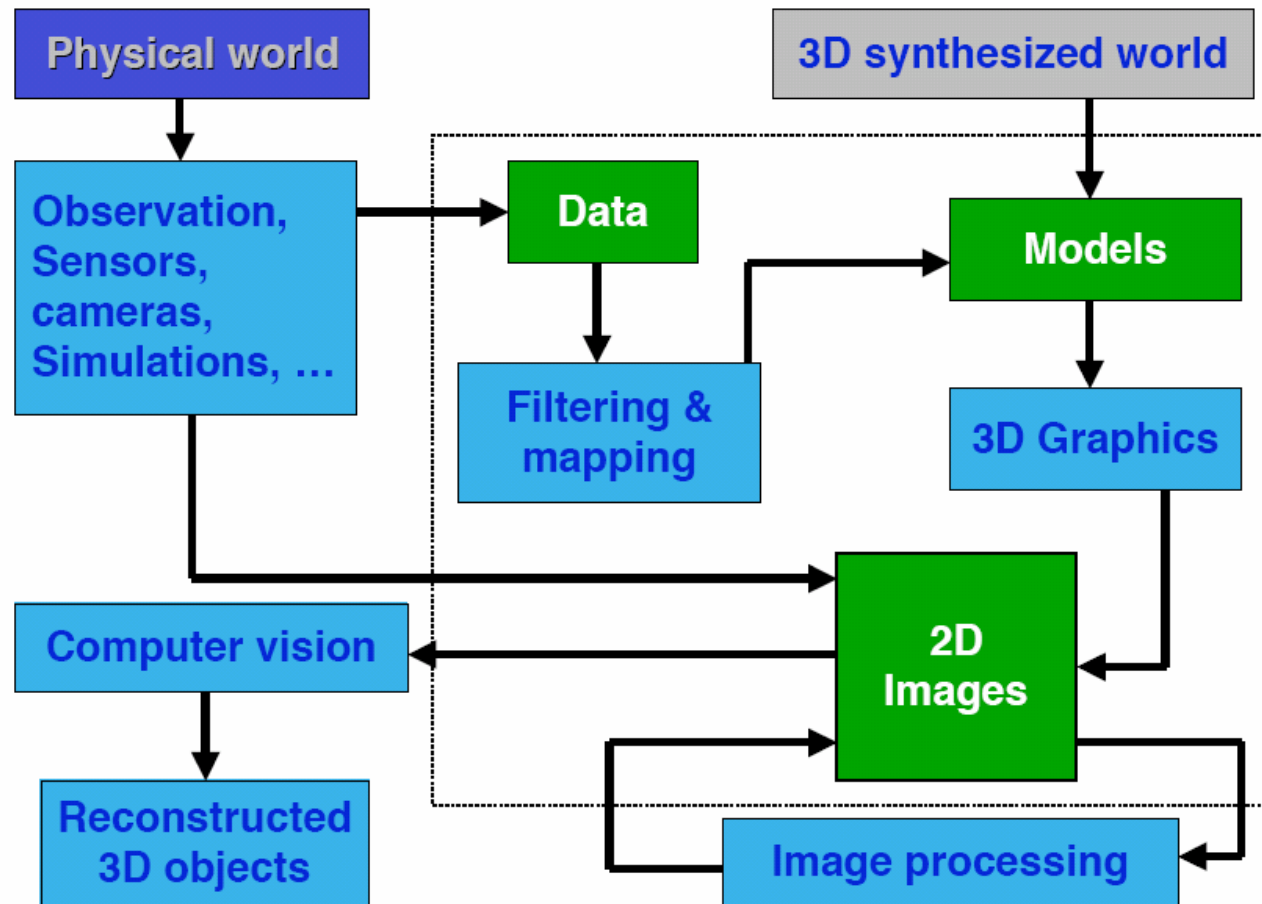 Physical world
3D synthesized world
Observation,
Sensors,
cameras,
Simulations, …
Data
Models
Filtering &
mapping
3D Graphics
2D
Images
Computer vision
Reconstructed
3D objects
Image processing